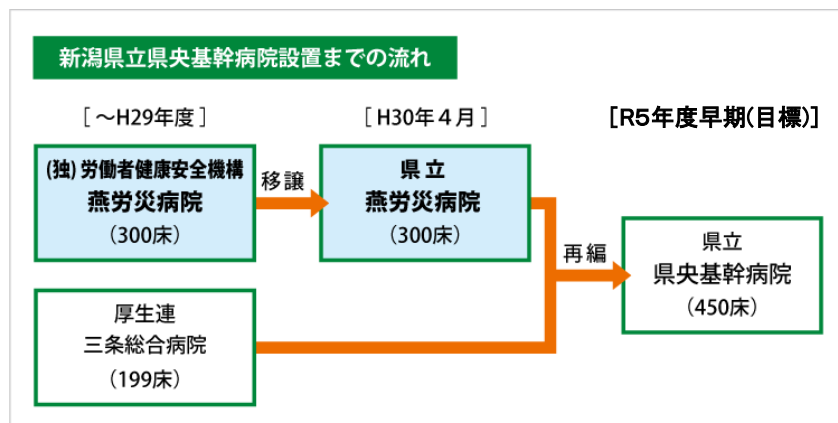 新潟県立県央基幹病院設置までの流れ
[～H29年度]
[H30年４月]
[R5年度早期(目標)]
(独)労働者健康安全機構
燕労災病院
(300床)
移譲
県立
燕労災病院
(300床)
再編
県立
県央基幹病院
(450床)
厚生連
三条総合病院
(199床)